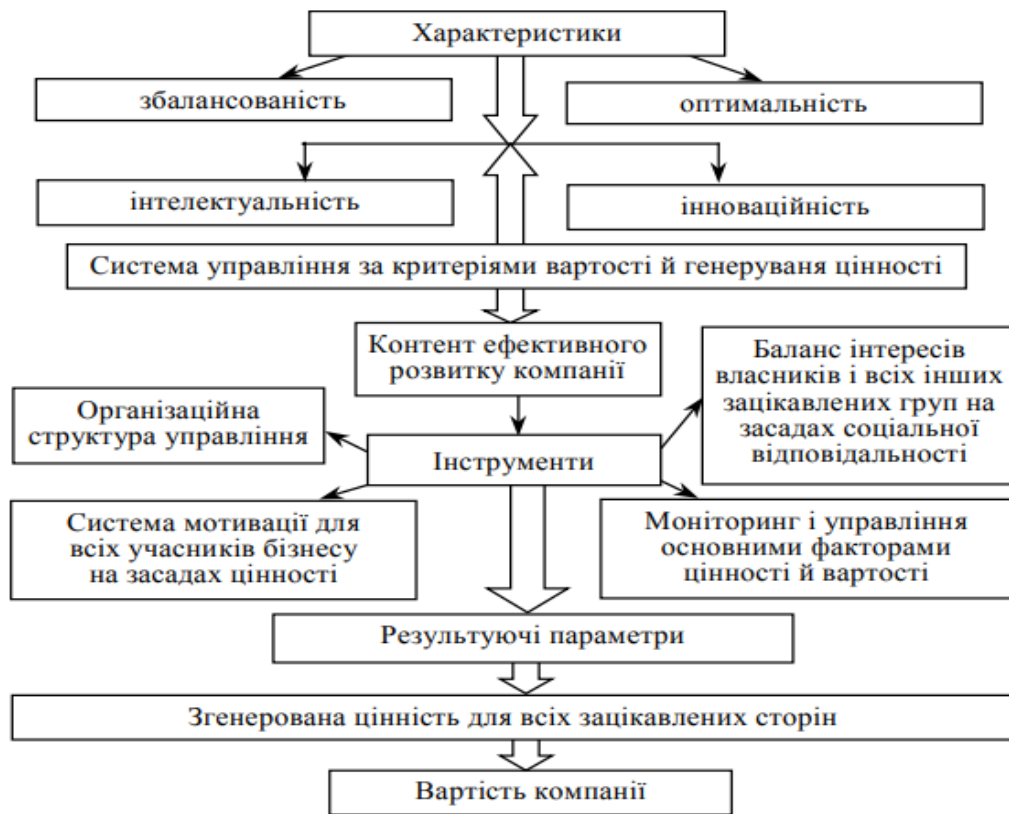 Характеристики
збалансованість
оптимальність
інтелектуальність
інноваційність
Система управління за критеріями вартості й генеруваня цінності
Контент ефективного
розвитку компанії
Баланс інтересів
власників і всіх інших
зацікавлених груп на
засадах соціальної
відповідальності
Організаційна
структура управління
Інструменти
Система мотивації для
всіх учасників бізнесу
на засадах цінності
Моніторинг і управління
основними факторами
цінності й вартості
Результуючі параметри
Згенерована цінність для всіх зацікавлених сторін
Вартість компанії